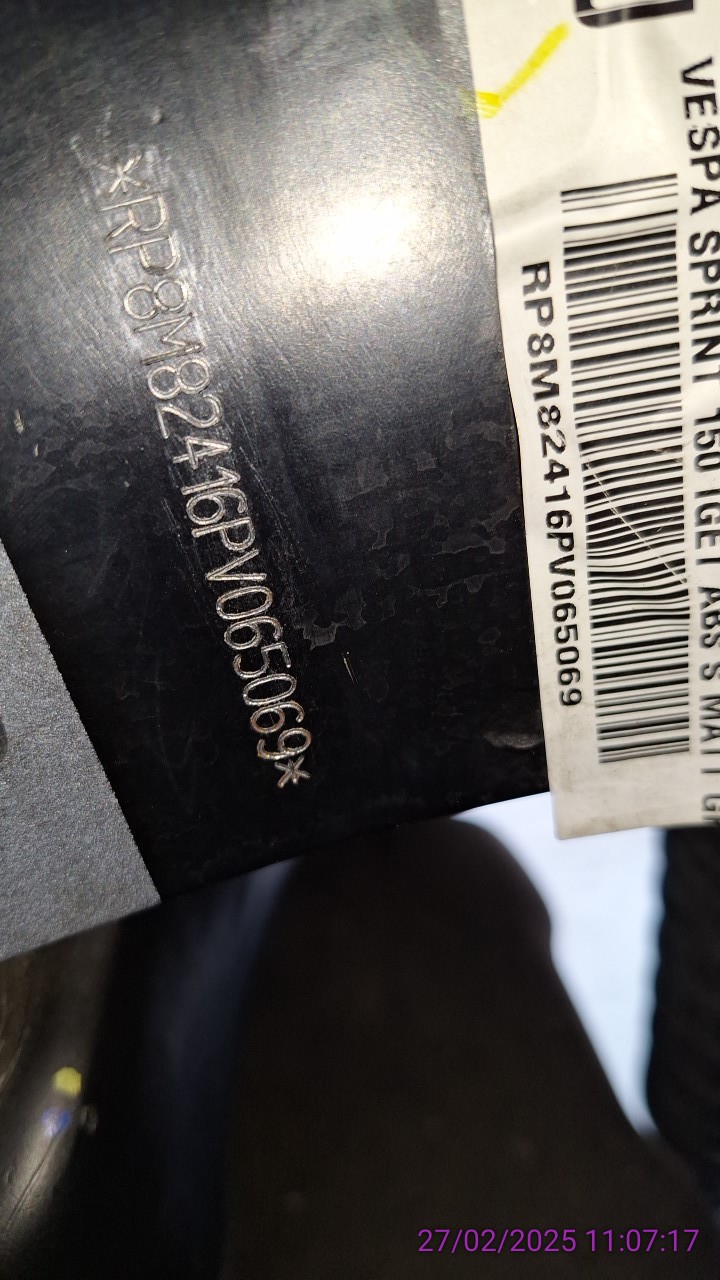 *RP8M82416PV065069*
VESPA SPRINT 150 IGET ABS S MATT
RP8M82416PV065069
27/02/2025 11:07:17